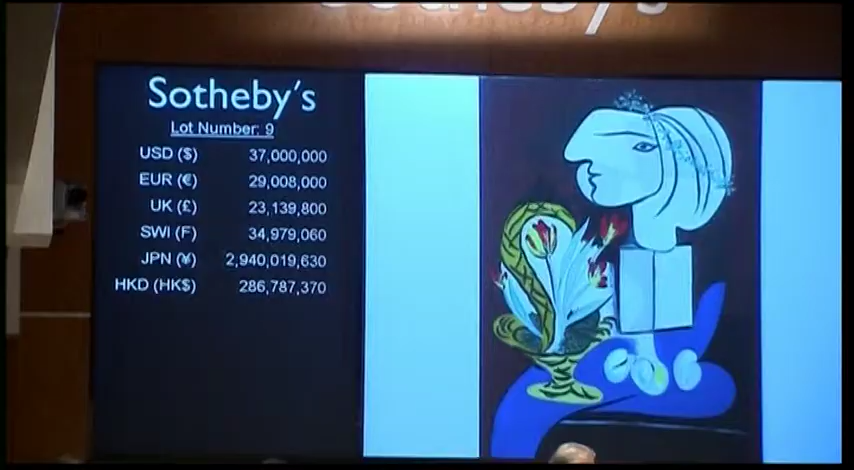 Sotheby's
Sotheby's
Lot Number: 9
USD ($) 37,000,000
EUR (€) 29,008,000
UK (£) 23,139,800
SWI (F) 34,979,060
JPN (¥) 2,940,019,630
HKD (HK$) 286,787,370